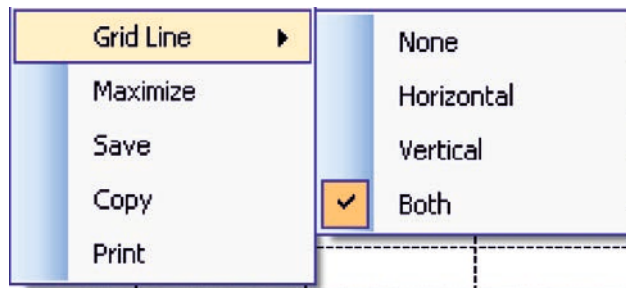 Grid Line
Maximize
Save
Copy
Print
None
Horizontal
Vertical
Both